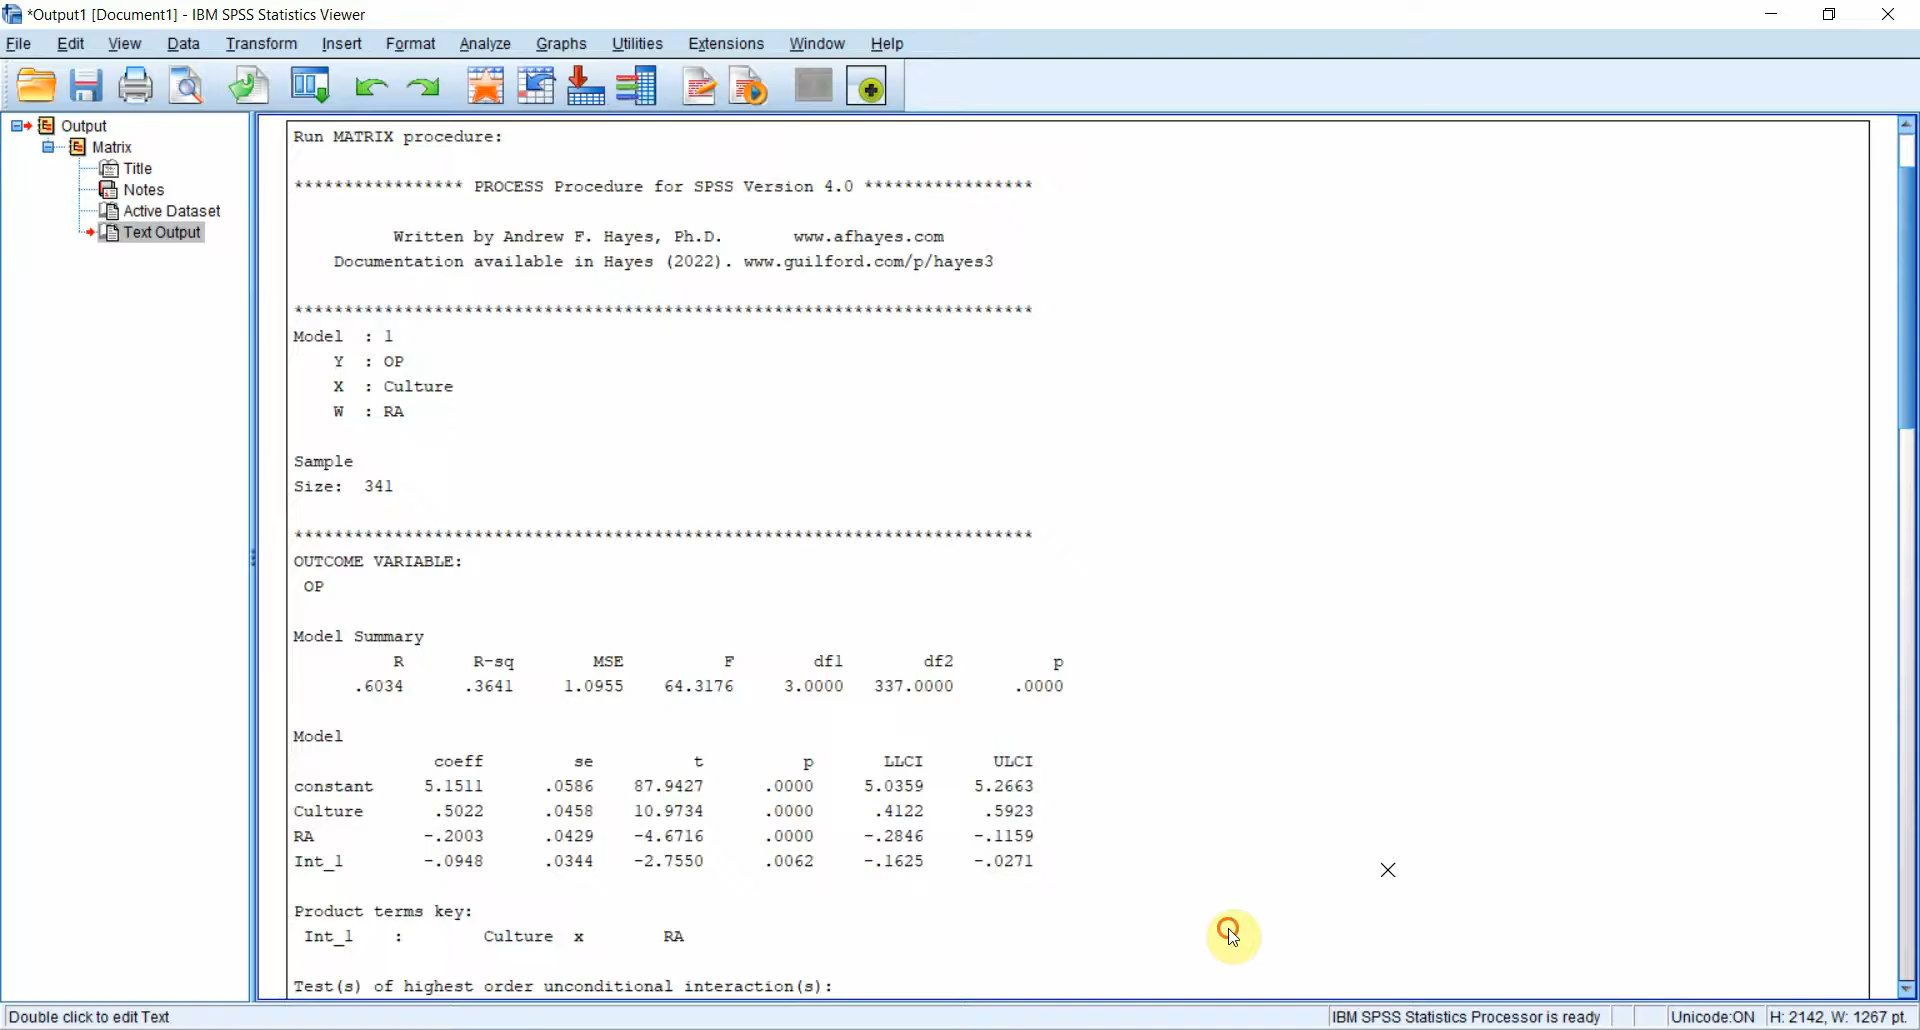 *Output1 [Document1] - IBM SPSS Statistics Viewer
File Edit View Data Transform Insert Format Analyze Graphs Utilities Extensions Window Help
Output
Matrix
Title
Notes
Active Dataset
Text Output
Run MATRIX procedure:
***************** PROCESS Procedure for SPSS Version 4.0 *****************
Written by Andrew F. Hayes, Ph.D. www.afhayes.com
Documentation available in Hayes (2022). www.guilford.com/p/hayes3
**************************************************************************
Model : 1
Y : OP
X : Culture
W : RA
Sample
Size: 341
**************************************************************************
OUTCOME VARIABLE:
OP
Model Summary
R R-sq MSE F df1 df2 p
.6034 .3641 1.0955 64.3176 3.0000 337.0000 .0000
Model
coeff se t p LLCI ULCI
constant 5.1511 .0586 87.9427 .0000 5.0359 5.2663
Culture .5022 .0458 10.9734 .0000 .4122 .5923
RA -.2003 .0429 -4.6716 .0000 -.2846 -.1159
Int_1 -.0948 .0344 -2.7550 .0062 -.1625 -.0271
Product terms key:
Int_1 : Culture x RA
Test(s) of highest order unconditional interaction(s):
Double click to edit Text
IBM SPSS Statistics Processor is ready
Unicode:ON
H: 2142, W: 1267 pt.